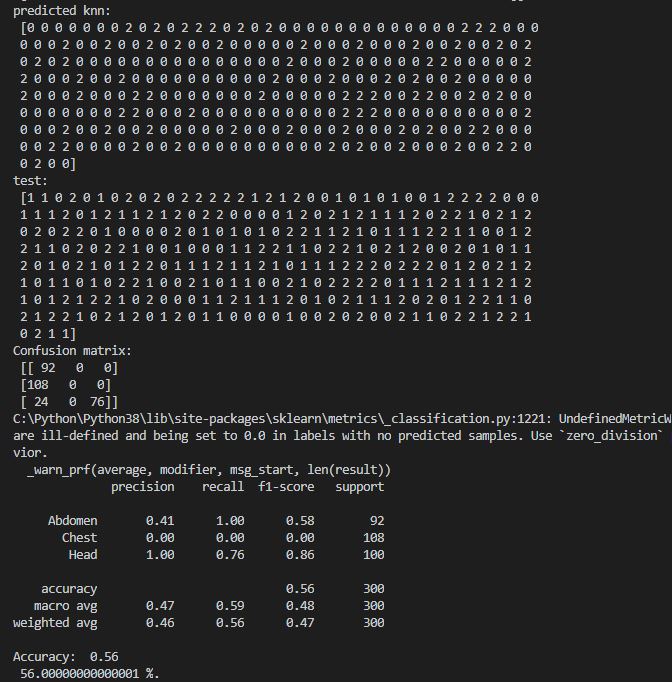 predicted knn:
[0 0 0 0 0 0 0 2 0 2 0 2 2 2 0 2 0 2 0 0 0 0 0 0 0 0 0 0 0 0 0 2 2 2 0 0 0
0 0 0 2 0 0 2 0 0 2 0 2 0 0 2 0 0 0 0 0 2 0 0 0 2 0 0 0 2 0 0 2 0 0 2 0 2
0 2 0 2 0 0 0 0 0 0 0 0 0 0 0 0 0 2 0 0 0 2 2 0 0 0 2 0 0 0 2 0 0 0 0 0 2
2 0 0 0 2 0 2 2 0 0 0 0 0 0 0 0 0 2 0 0 0 0 2 0 0 2 0 2 0 0 2 0 0 0 0 0 0
2 0 0 0 2 0 0 0 2 2 0 0 0 0 0 0 0 2 0 0 0 0 0 2 2 2 0 0 2 2 0 0 2 0 2 0 0
0 0 0 0 0 0 0 2 2 0 0 0 2 0 0 0 0 2 0 0 0 0 2 2 2 0 0 0 0 0 0 0 0 0 0 0 2
0 0 0 2 0 0 2 0 0 2 0 0 0 0 0 0 0 2 0 0 0 2 0 0 0 0 0 2 0 2 0 0 2 2 0 0 0
0 0 2 2 0 0 0 0 2 0 0 2 0 0 0 0 0 0 0 0 0 0 2 0 2 0 0 2 0 0 0 2 0 0 2 2 0
0 0 2 0 0]
test:
[1 1 0 2 0 1 0 2 0 2 0 2 2 2 2 2 1 2 1 2 0 0 1 0 1 0 1 0 0 1 2 2 2 2 0 0 0
1 1 1 2 0 1 2 1 1 2 1 2 0 2 2 0 0 0 0 1 2 0 2 1 2 1 1 1 2 0 2 2 1 0 2 1 2
0 2 0 2 2 0 1 0 0 0 0 2 0 1 0 1 0 1 0 2 2 1 1 2 1 0 1 2 1 1 2 2 1 1 0 0 1 2
2 1 1 0 2 0 2 2 1 0 0 1 0 0 0 1 1 2 2 1 1 0 2 2 1 0 2 1 2 0 0 2 0 1 0 1 1
2 0 1 0 2 1 0 1 2 2 0 1 1 1 2 1 1 2 1 0 1 1 1 2 2 2 0 2 2 2 0 1 2 0 2 1 2
1 0 1 1 0 1 0 2 2 1 0 0 2 1 1 0 0 2 1 0 2 2 2 2 0 1 1 1 2 1 1 1 1 2 1 2
1 0 1 2 1 2 2 1 0 2 0 0 0 1 1 2 1 1 1 2 0 1 0 2 1 1 1 2 0 2 0 1 2 2 1 1 0
2 1 2 2 1 0 2 1 2 0 1 2 0 1 1 0 0 0 0 1 0 0 2 0 2 0 0 2 1 1 0 2 2 1 2 2 1
0 2 1 1]
Confusion matrix:
[[ 92 0 0]
[108 0 0]
[ 24 0 76]]
C:\Python\Python38\lib\site-packages\sklearn\metrics\_classification.py:1221: UndefinedMetricW
are ill-defined and being set to 0.0 in labels with no predicted samples. Use `zero_division`
vior.
_warn_prf(average, modifier, msg_start, len(result))
precision recall f1-score support
Abdomen 0.41 1.00 0.58 92
Chest 0.00 0.00 0.00 108
Head 1.00 0.76 0.86 100
accuracy 0.56 300
macro avg 0.47 0.59 0.48 300
weighted avg 0.46 0.56 0.47 300
Accuracy: 0.56
56.00000000000001 %.